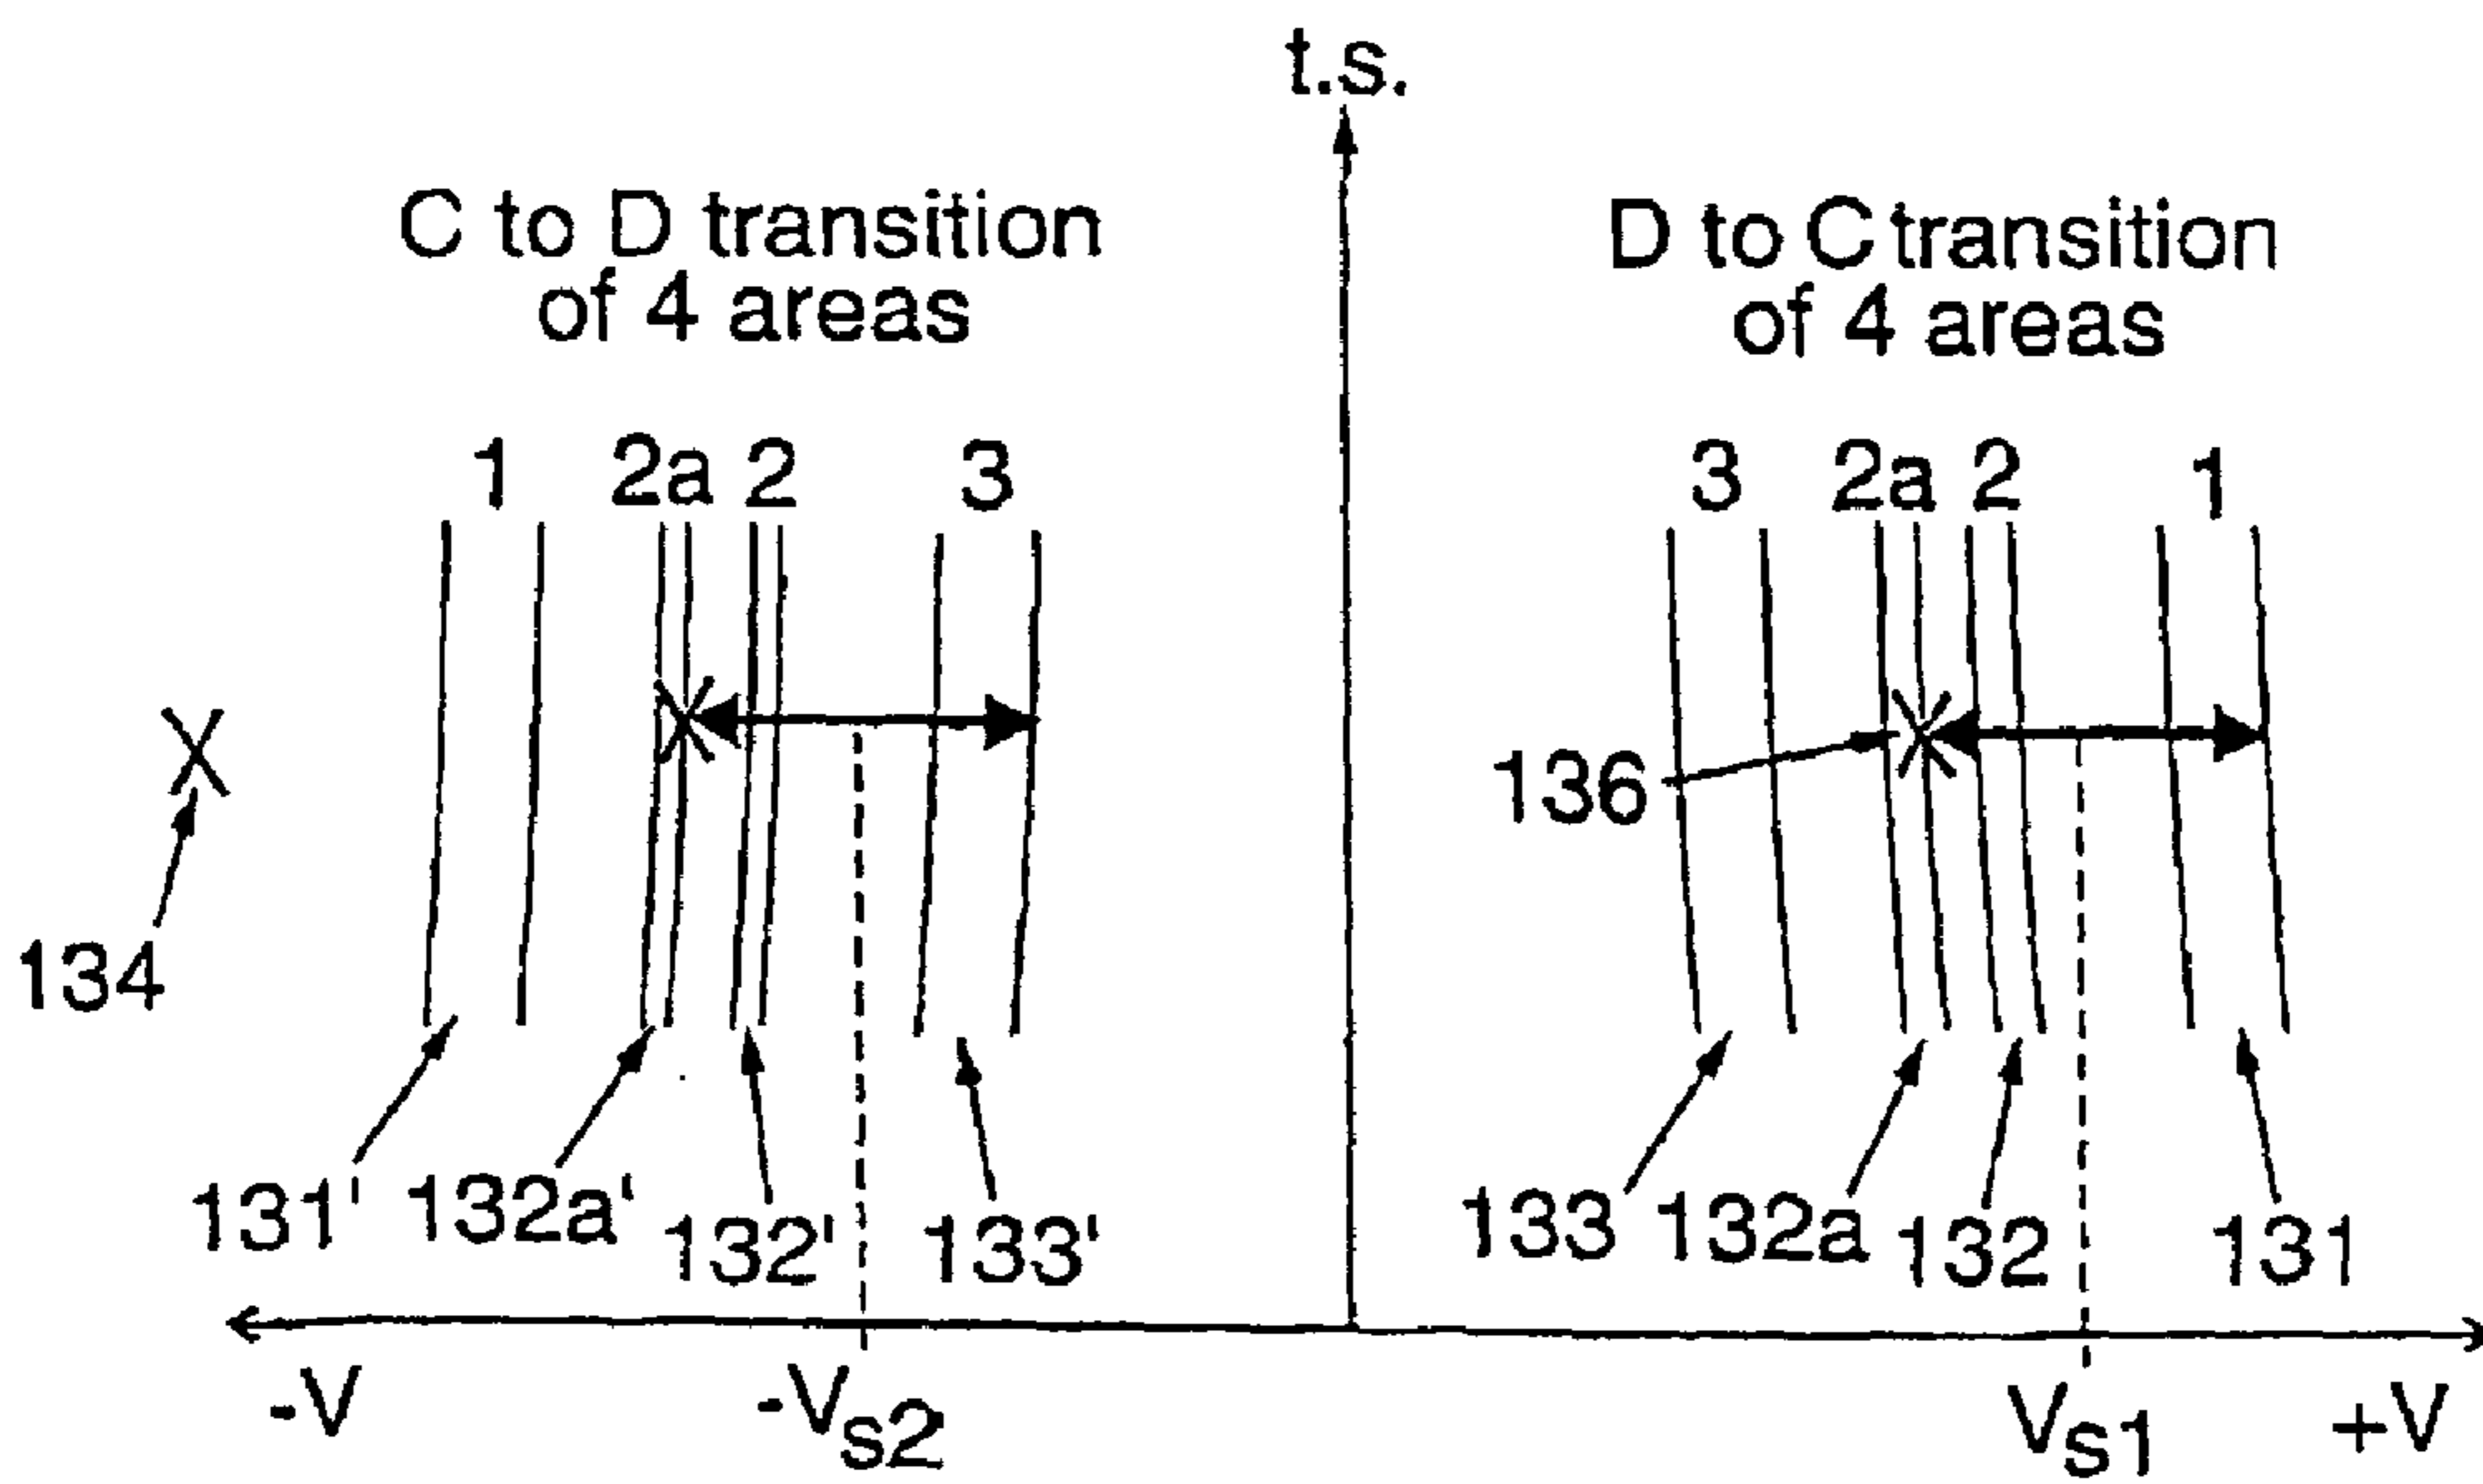 t.s.
C to D transition
of 4 areas
D to C transition
of 4 areas
1 2a 2 3
3 2a 2 1
134
136
131' 132a' 132' 133'
133 132a 132 131
-V -Vs2 Vs1 +V